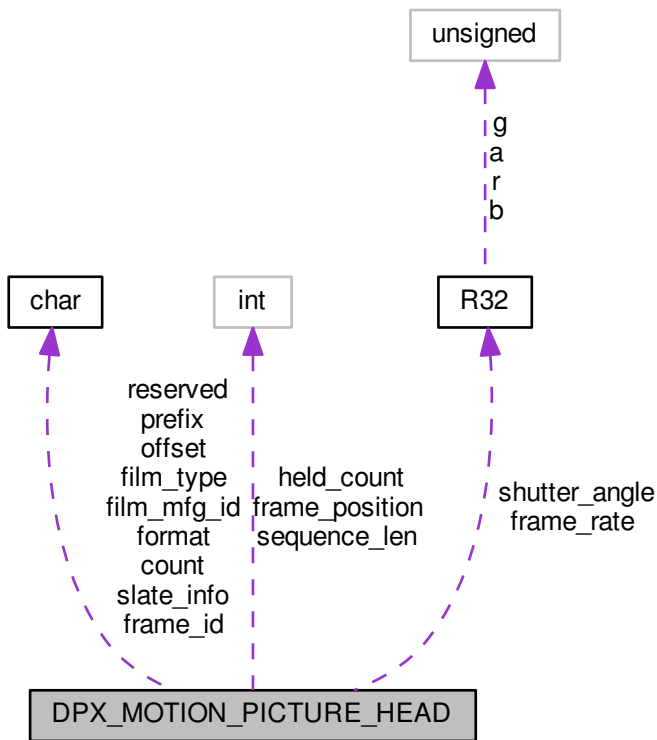 unsigned
g
a
r
b
char
int
R32
reserved
prefix
offset
film_type
film_mfg_id
format
count
slate_info
frame_id
held_count
frame_position
sequence_len
shutter_angle
frame_rate
DPX_MOTION_PICTURE_HEAD